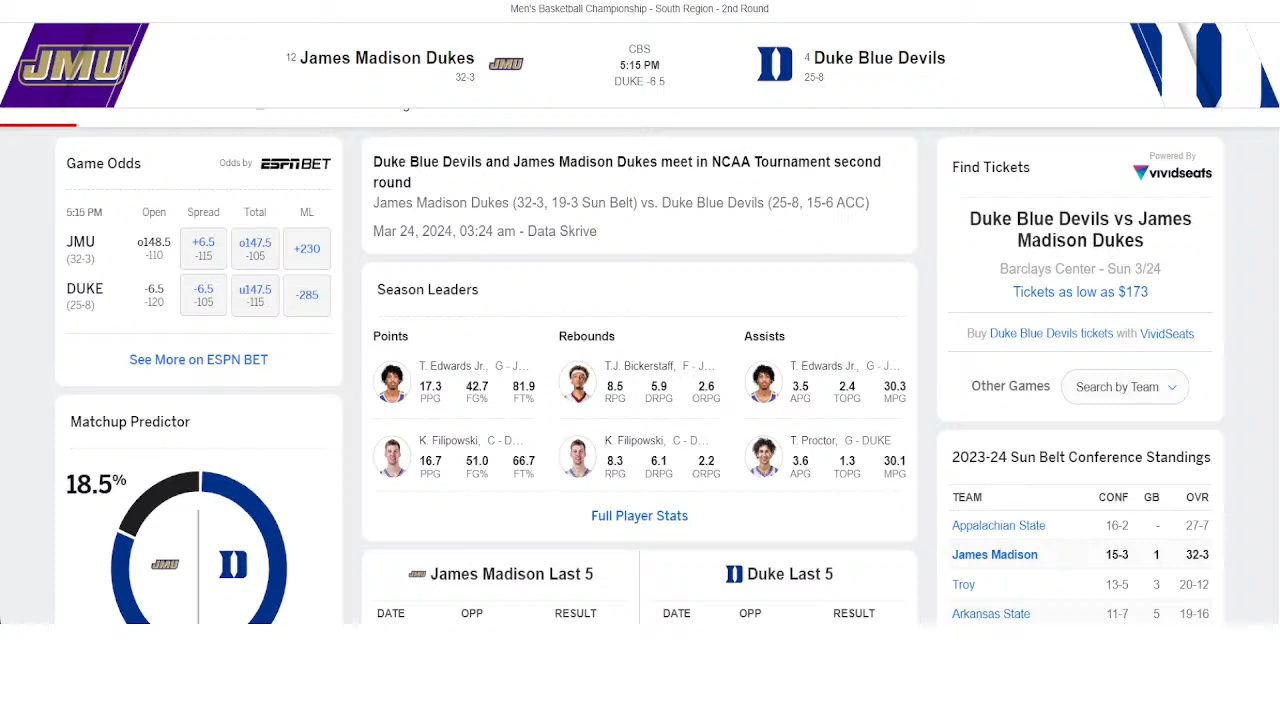 Men's Basketball Championship - South Region - 2nd Round
JMU
12 James Madison Dukes JMU
32-3
CBS
5:15 PM
DUKE -6.5
4 Duke Blue Devils
25-8
Game Odds
Odds by ESPN BET
5:15 PM Open Spread Total ML
JMU o148.5 +6.5 o147.5 +230
(32-3) -110 -115 -105
DUKE -6.5 -6.5 u147.5 -285
(25-8) -120 -105 -115
See More on ESPN BET
Matchup Predictor
18.5%
JMU
Duke Blue Devils and James Madison Dukes meet in NCAA Tournament second
round
James Madison Dukes (32-3, 19-3 Sun Belt) vs. Duke Blue Devils (25-8, 15-6 ACC)
Mar 24, 2024, 03:24 am - Data Skrive
Season Leaders
Points Rebounds Assists
T. Edwards Jr., G - J... T.J. Bickerstaff, F - J... T. Edwards Jr., G - J...
17.3 42.7 81.9 8.5 5.9 2.6 3.5 2.4 30.3
PPG FG% FT% RPG DRPG ORPG APG TOPG MPG
K. Filipowski, C - D... K. Filipowski, C - D... T. Proctor, G - DUKE
16.7 51.0 66.7 8.3 6.1 2.2 3.6 1.3 30.1
PPG FG% FT% RPG DRPG ORPG APG TOPG MPG
Full Player Stats
JMU James Madison Last 5
DATE OPP RESULT
Duke Last 5
DATE OPP RESULT
Find Tickets
Powered By
vividseats
Duke Blue Devils vs James
Madison Dukes
Barclays Center - Sun 3/24
Tickets as low as $173
Buy Duke Blue Devils tickets with VividSeats
Other Games Search by Team
2023-24 Sun Belt Conference Standings
TEAM CONF GB OVR
Appalachian State 16-2 - 27-7
James Madison 15-3 1 32-3
Troy 13-5 3 20-12
Arkansas State 11-7 5 19-16